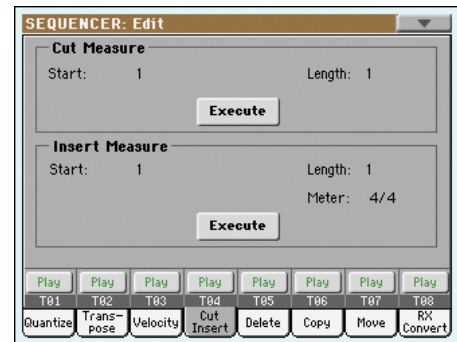 SEQUENCER: Edit
Cut Measure
Start: 1 Length: 1
Execute
Insert Measure
Start: 1 Length: 1
Meter: 4/4
Execute
Play Play Play Play Play Play Play Play
T01 T02 T03 T04 T05 T06 T07 T08
Quantize Trans-pose Velocity Cut Insert Delete Copy Move RX Convert